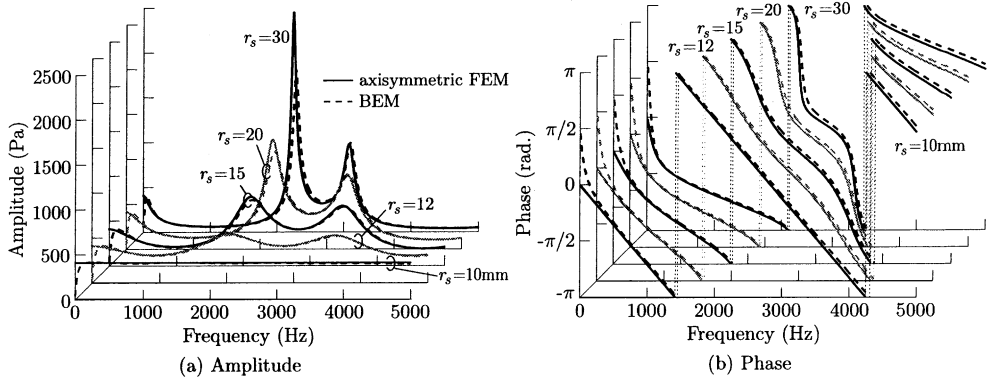 r_s=30
axisymmetric FEM
BEM
r_s=20
r_s=15
r_s=12
r_s=10mm
2500
2000
1500
1000
500
0
Amplitude (Pa)
0 1000 2000 3000 4000 5000
Frequency (Hz)
(a) Amplitude
r_s=20
r_s=30
r_s=15
r_s=12
r_s=10mm
π
π/2
0
-π/2
-π
Phase (rad.)
0 1000 2000 3000 4000 5000
Frequency (Hz)
(b) Phase